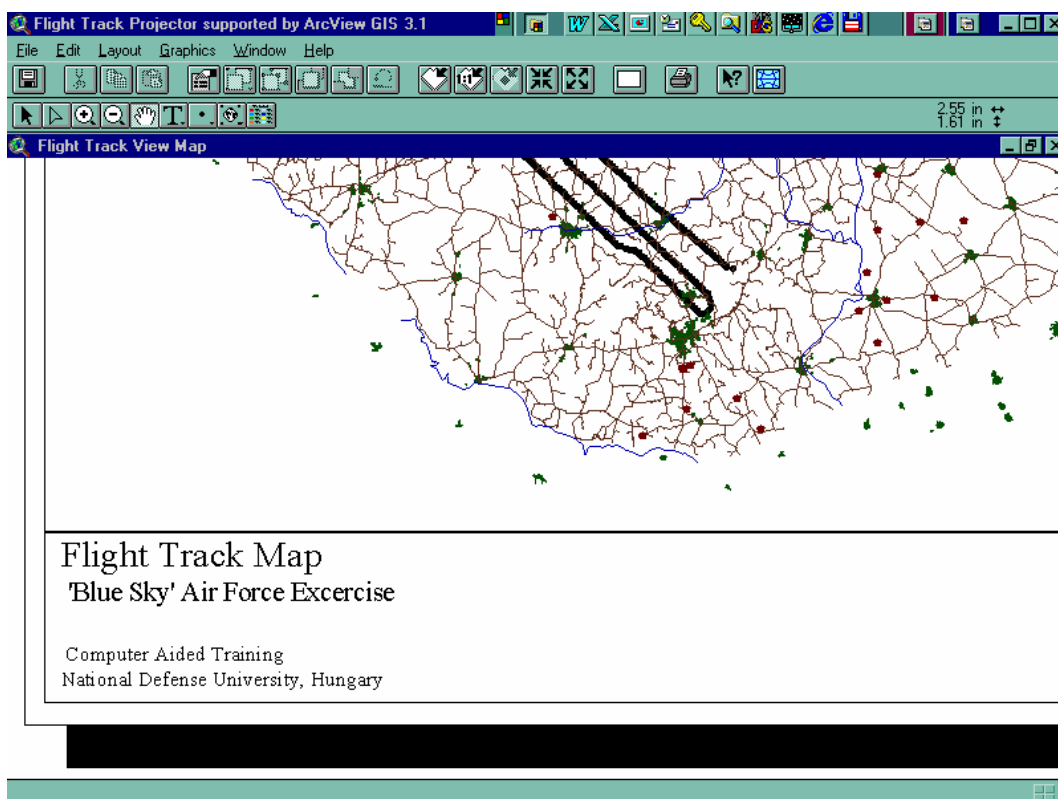 Flight Track Projector supported by ArcView GIS 3.1
File Edit Layout Graphics Window Help
1:1
T
2.55 in
1.61 in
Flight Track View Map
Flight Track Map
'Blue Sky' Air Force Excercise
Computer Aided Training
National Defense University, Hungary